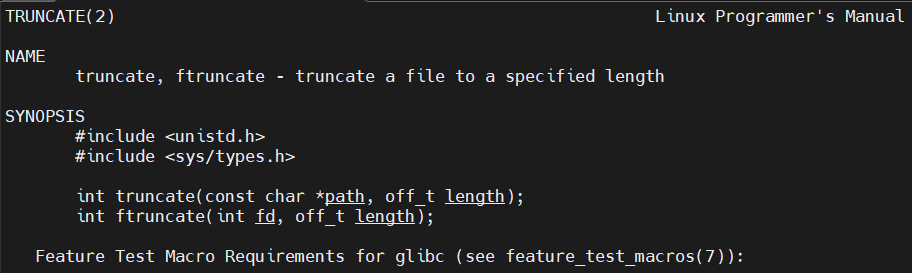 TRUNCATE(2) Linux Programmer's Manual
NAME
truncate, ftruncate - truncate a file to a specified length
SYNOPSIS
#include <unistd.h>
#include <sys/types.h>
int truncate(const char *path, off_t length);
int ftruncate(int fd, off_t length);
Feature Test Macro Requirements for glibc (see feature_test_macros(7)):